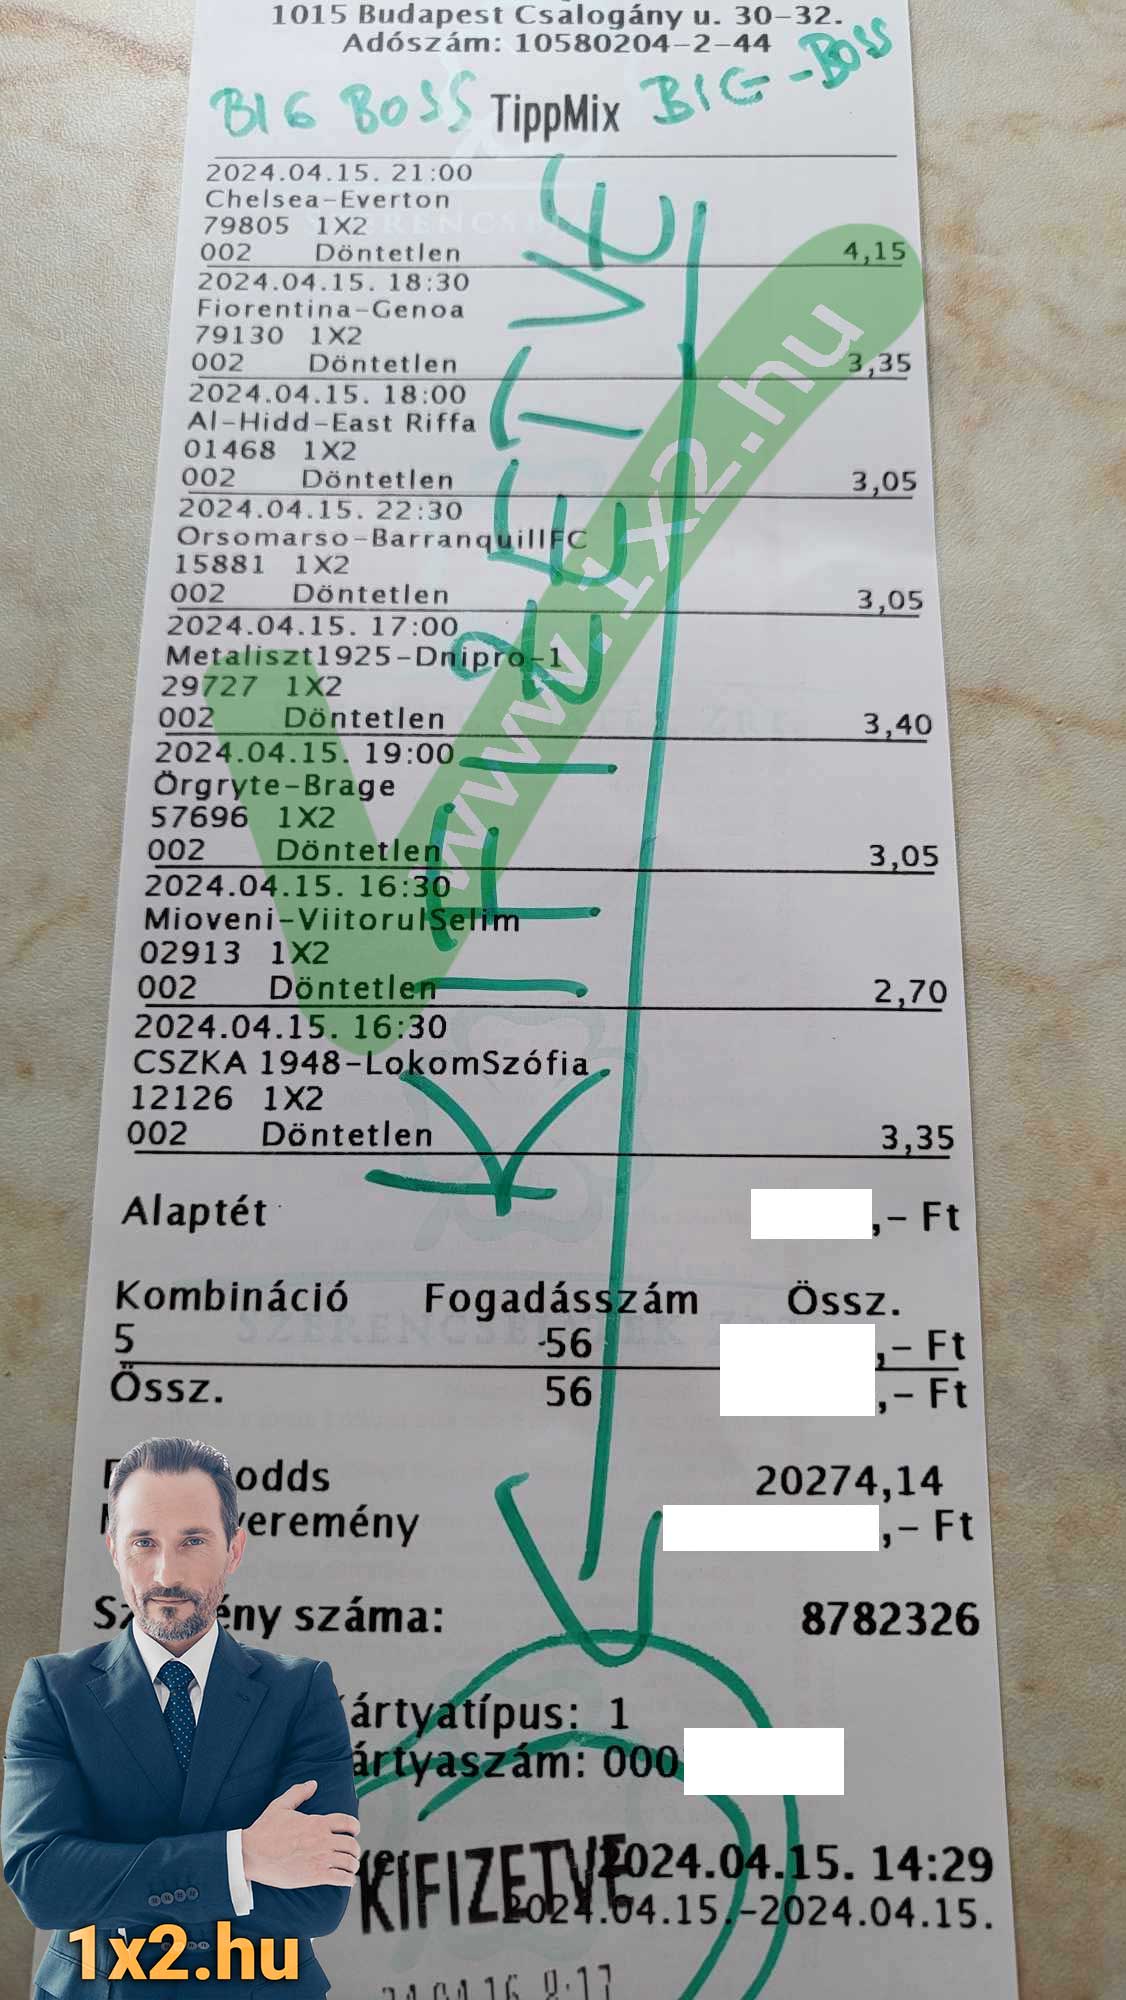 1015 Budapest Csalogány u. 30-32.
Adószám: 10580204-2-44
BIG BOSS TippMix BIG-BOSS
2024.04.15. 21:00
Chelsea-Everton
79805 1X2
002 Döntetlen 4,15
2024.04.15. 18:30
Fiorentina-Genoa
79130 1X2
002 Döntetlen 3,35
2024.04.15. 18:00
Al-Hidd-East Riffa
01468 1X2
002 Döntetlen 3,05
2024.04.15. 22:30
Orsomarso-BarranquillFC
15881 1X2
002 Döntetlen 3,05
2024.04.15. 17:00
Metaliszt1925-Dnipro-1
29727 1X2
002 Döntetlen 3,40
2024.04.15. 19:00
Örgryte-Brage
57696 1X2
002 Döntetlen 3,05
2024.04.15. 16:30
Mioveni-ViitorulSelim
02913 1X2
002 Döntetlen 2,70
2024.04.15. 16:30
CSZKA 1948-LokomSzófia
12126 1X2
002 Döntetlen 3,35
KIFIZETVE
www.1x2.hu
Alaptét ,- Ft
Kombináció Fogadásszám Össz.
SZERENCSEJÁTÉK ZRT.
5 56 ,- Ft
Össz. 56 ,- Ft
odds 20274,14
eremény ,- Ft
Sz ény száma: 8782326
ártyatípus: 1
ártyaszám: 000
KIFIZETVE 2024.04.15. 14:29
2024.04.15.-2024.04.15.
1x2.hu